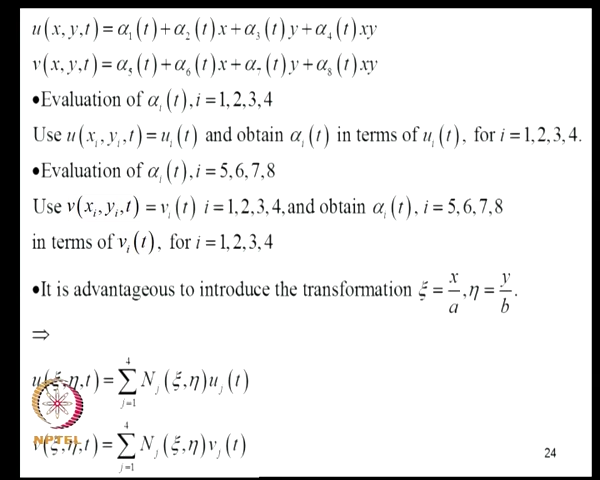 u(x,y,t)=α₁(t)+α₂(t)x+α₃(t)y+α₄(t)xy
v(x,y,t)=α₅(t)+α₆(t)x+α₇(t)y+α₈(t)xy
•Evaluation of αᵢ(t), i=1,2,3,4
Use u(xᵢ,yᵢ,t)=uᵢ(t) and obtain αᵢ(t) in terms of uᵢ(t), for i=1,2,3,4.
•Evaluation of αᵢ(t), i=5,6,7,8
Use v(xᵢ,yᵢ,t)=vᵢ(t) i=1,2,3,4,and obtain αᵢ(t), i=5,6,7,8
in terms of vᵢ(t), for i=1,2,3,4
•It is advantageous to introduce the transformation ξ=x/a,η=y/b.
⇒
u(ξ,η,t)=∑_{j=1}^{4} Nⱼ(ξ,η)uⱼ(t)
v(ξ,η,t)=∑_{j=1}^{4} Nⱼ(ξ,η)vⱼ(t)
NPTEL
24